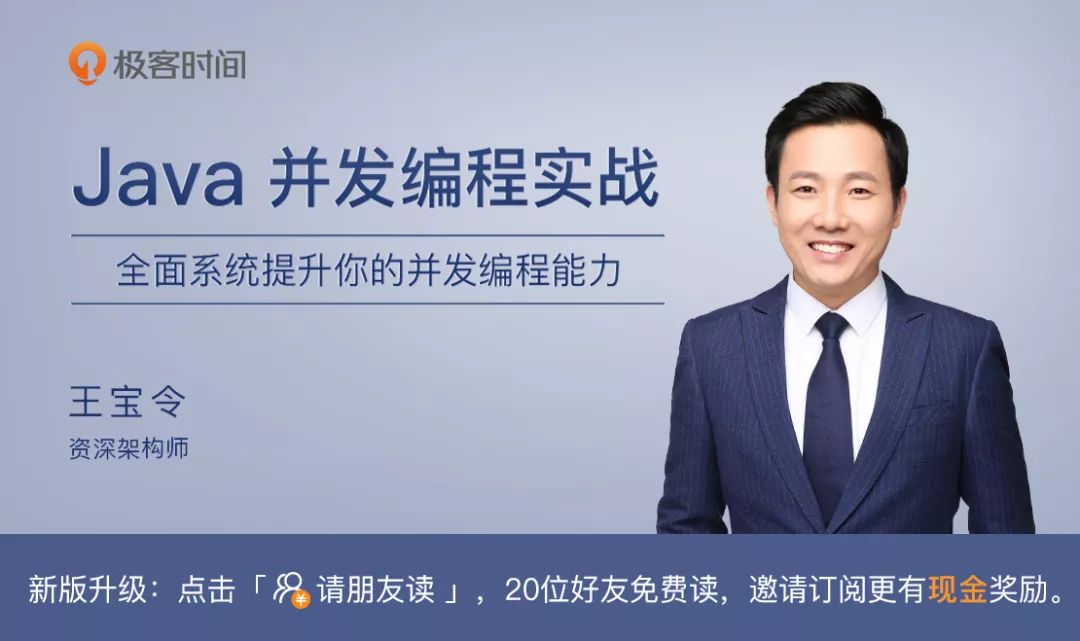 极客时间
Java 并发编程实战
全面系统提升你的并发编程能力
王宝令
资深架构师
新版升级：点击「 ¥ 请朋友读 」，20位好友免费读，邀请订阅更有现金奖励。